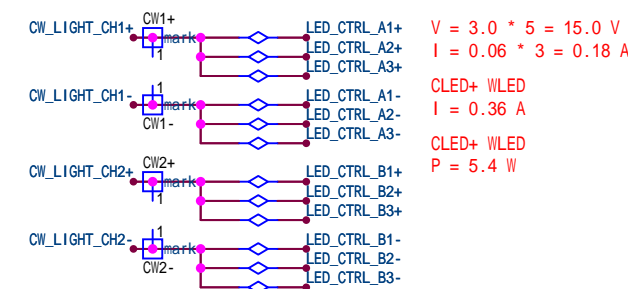 CW1+
CW_LIGHT_CH1+ mark LED_CTRL_A1+ V = 3.0 * 5 = 15.0 V
1 LED_CTRL_A2+ I = 0.06 * 3 = 0.18 A
LED_CTRL_A3+
CLED+ WLED
CW_LIGHT_CH1- 1 mark LED_CTRL_A1- I = 0.36 A
CW1- LED_CTRL_A2-
LED_CTRL_A3- CLED+ WLED
CW2+ P = 5.4 W
CW_LIGHT_CH2+ mark LED_CTRL_B1+
1 LED_CTRL_B2+
LED_CTRL_B3+
CW_LIGHT_CH2- 1 mark LED_CTRL_B1-
CW2- LED_CTRL_B2-
LED_CTRL_B3-